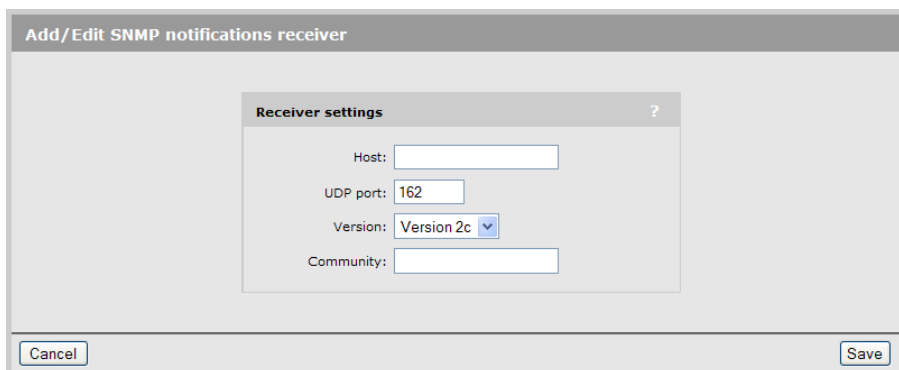 Add/Edit SNMP notifications receiver
Receiver settings ?
Host:
UDP port: 162
Version: Version 2c
Community:
Cancel Save